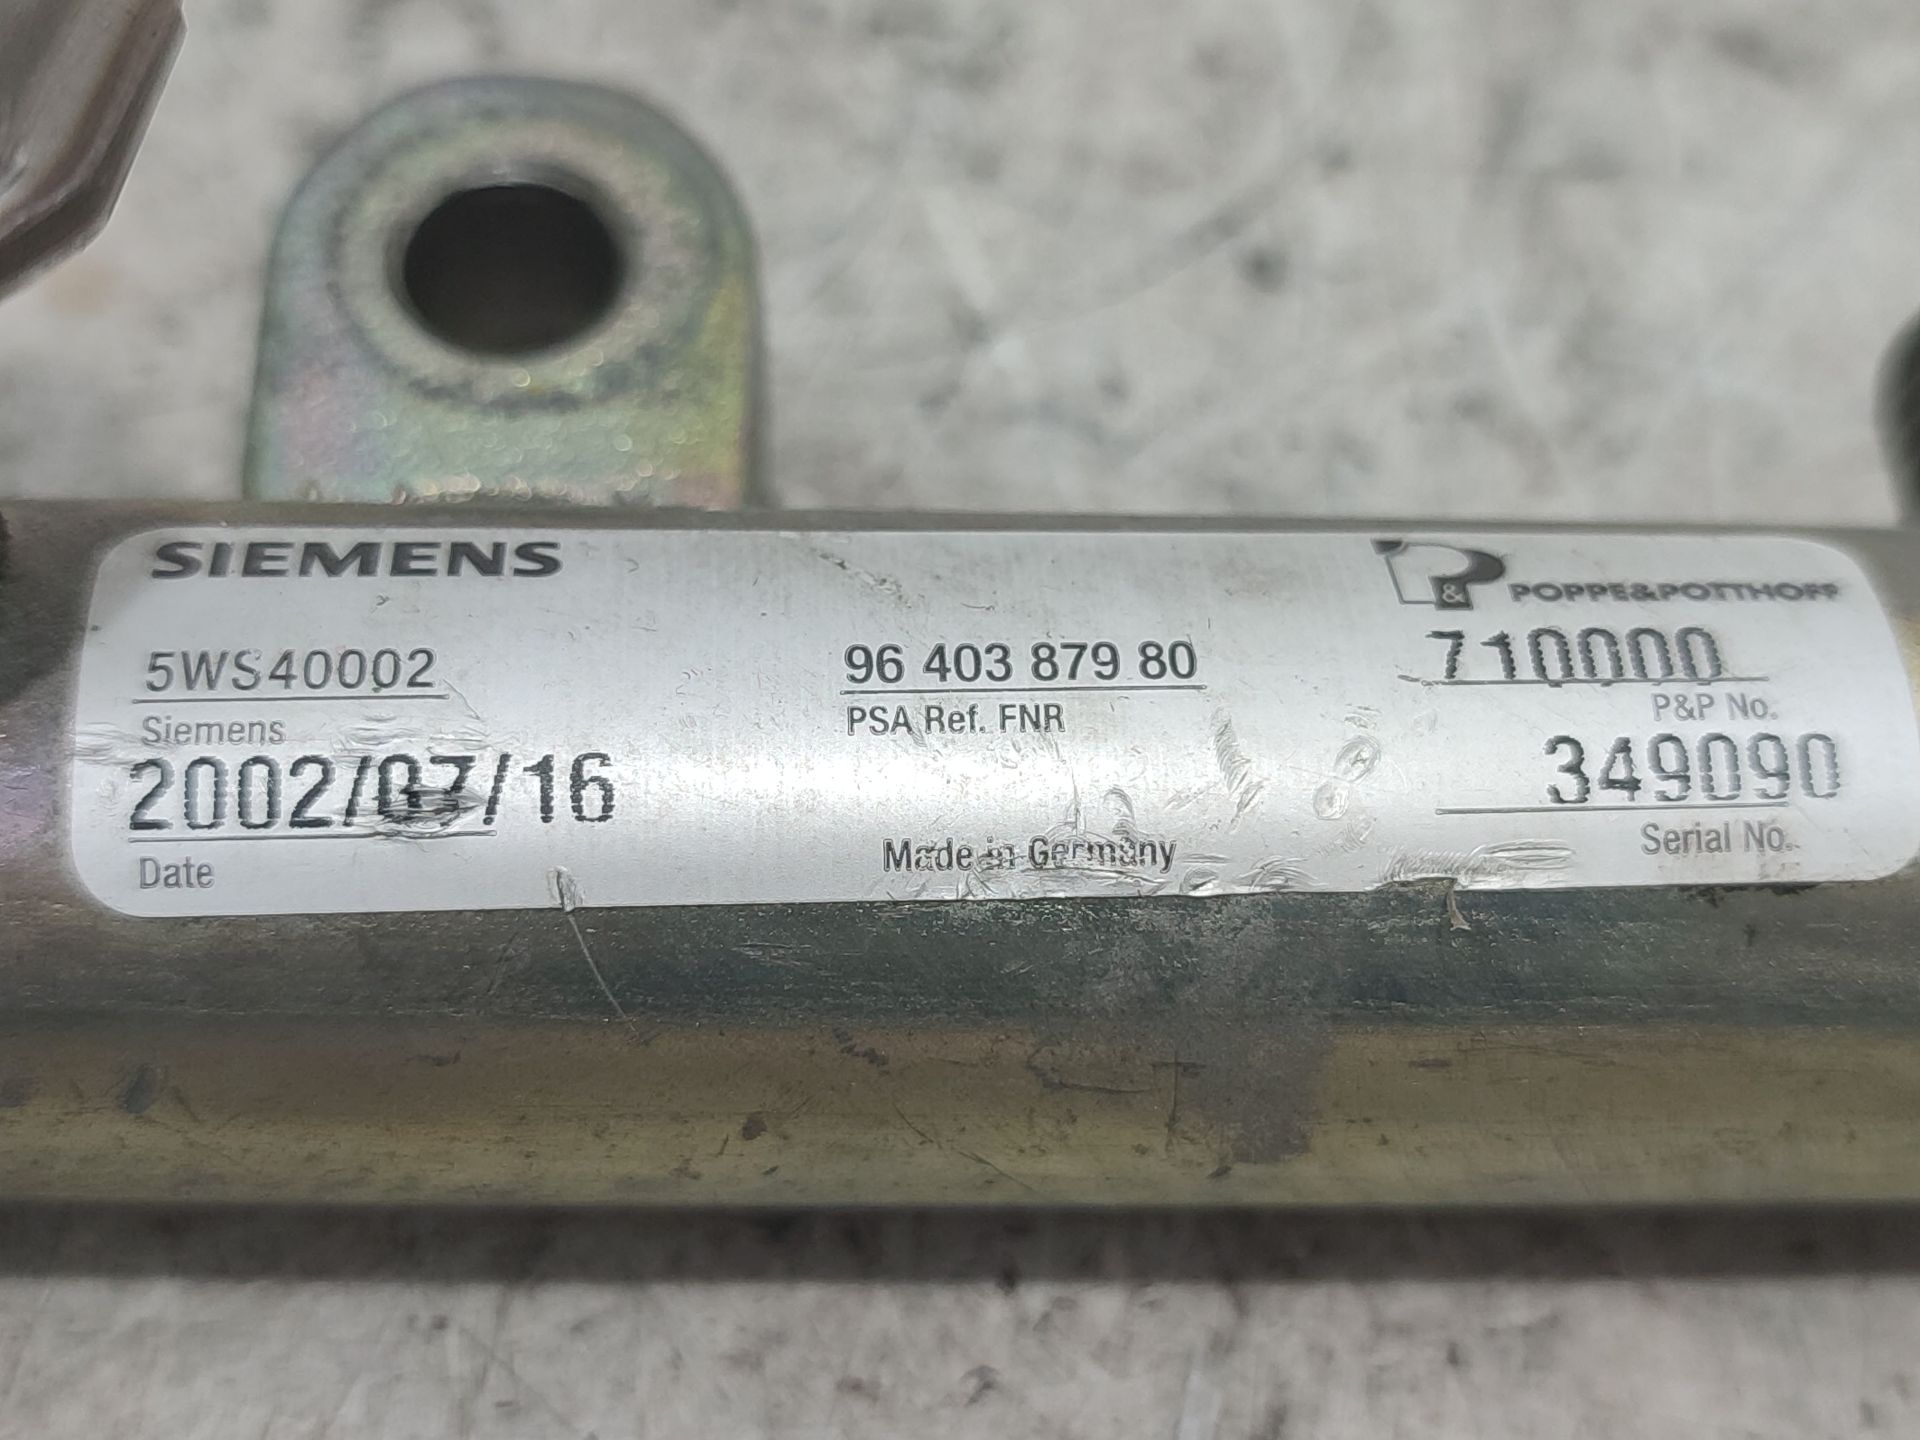 SIEMENS
P&P POPPE&POTTHOFF
5WS40002
96 403 879 80
710000
Siemens
PSA Ref. FNR
P&P No.
2002/07/16
349090
Date
Made in Germany
Serial No.